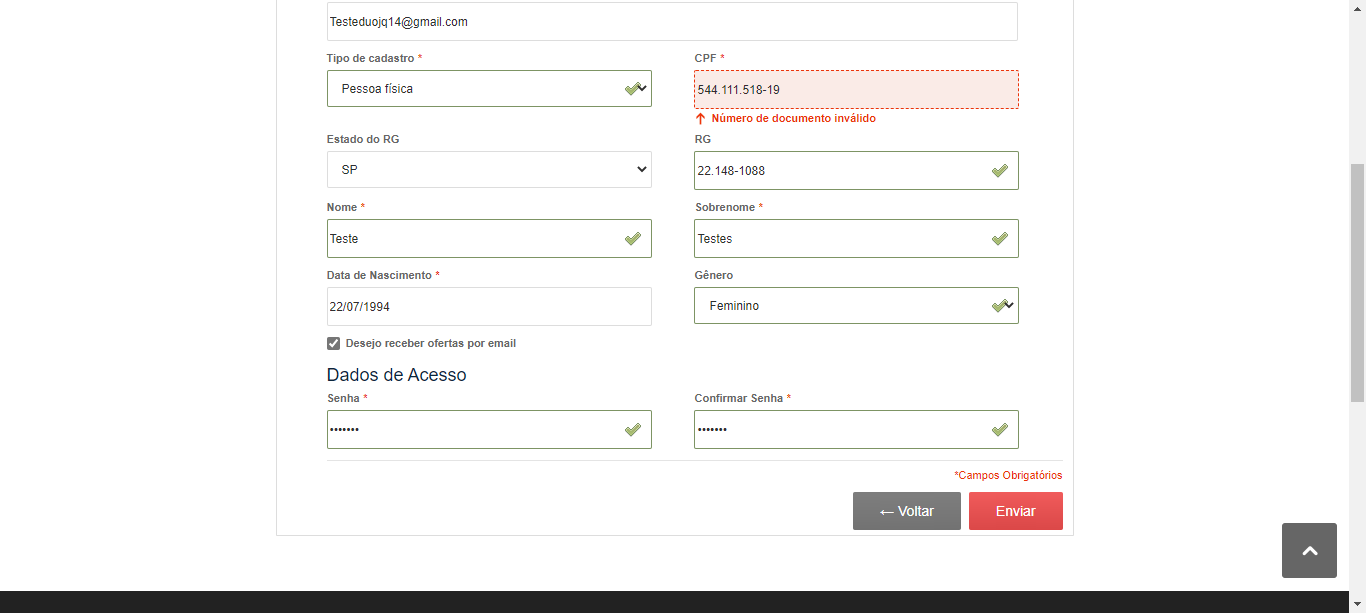 Testeduojq14@gmail.com
Tipo de cadastro * CPF *
Pessoa física 544.111.518-19
Número de documento inválido
Estado do RG RG
SP 22.148-1088
Nome * Sobrenome *
Teste Testes
Data de Nascimento * Gênero
22/07/1994 Feminino
Desejo receber ofertas por email
Dados de Acesso
Senha * Confirmar Senha *
••••••• •••••••
*Campos Obrigatórios
← Voltar Enviar